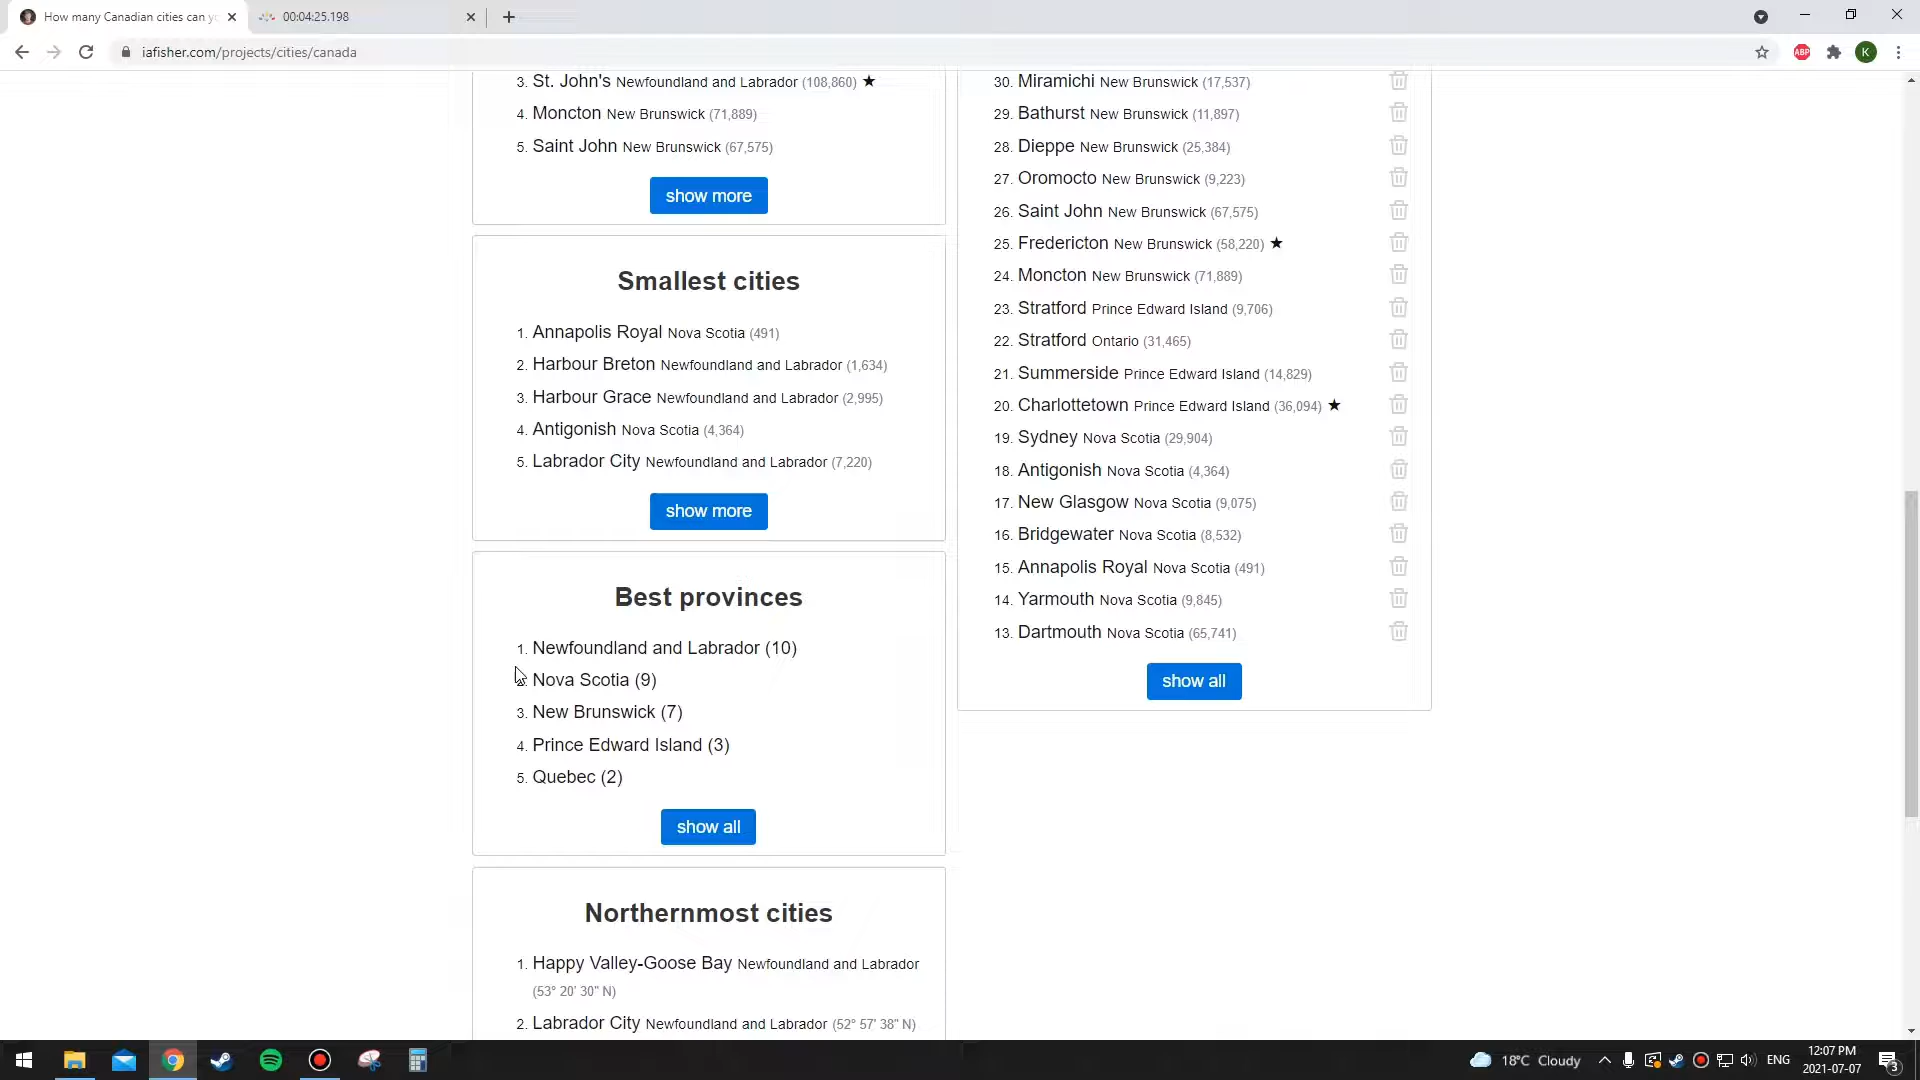 How many Canadian cities can y
00:04:25.198
iafisher.com/projects/cities/canada
ABP
K
3. St. John's Newfoundland and Labrador (108,860) ★
4. Moncton New Brunswick (71,889)
5. Saint John New Brunswick (67,575)
show more
Smallest cities
1. Annapolis Royal Nova Scotia (491)
2. Harbour Breton Newfoundland and Labrador (1,634)
3. Harbour Grace Newfoundland and Labrador (2,995)
4. Antigonish Nova Scotia (4,364)
5. Labrador City Newfoundland and Labrador (7,220)
show more
Best provinces
1. Newfoundland and Labrador (10)
Nova Scotia (9)
3. New Brunswick (7)
4. Prince Edward Island (3)
5. Quebec (2)
show all
Northernmost cities
1. Happy Valley-Goose Bay Newfoundland and Labrador
(53° 20' 30" N)
2. Labrador City Newfoundland and Labrador (52° 57' 38" N)
30. Miramichi New Brunswick (17,537)
29. Bathurst New Brunswick (11,897)
28. Dieppe New Brunswick (25,384)
27. Oromocto New Brunswick (9,223)
26. Saint John New Brunswick (67,575)
25. Fredericton New Brunswick (58,220) ★
24. Moncton New Brunswick (71,889)
23. Stratford Prince Edward Island (9,706)
22. Stratford Ontario (31,465)
21. Summerside Prince Edward Island (14,829)
20. Charlottetown Prince Edward Island (36,094) ★
19. Sydney Nova Scotia (29,904)
18. Antigonish Nova Scotia (4,364)
17. New Glasgow Nova Scotia (9,075)
16. Bridgewater Nova Scotia (8,532)
15. Annapolis Royal Nova Scotia (491)
14. Yarmouth Nova Scotia (9,845)
13. Dartmouth Nova Scotia (65,741)
show all
18°C Cloudy
ENG
12:07 PM
2021-07-07
3